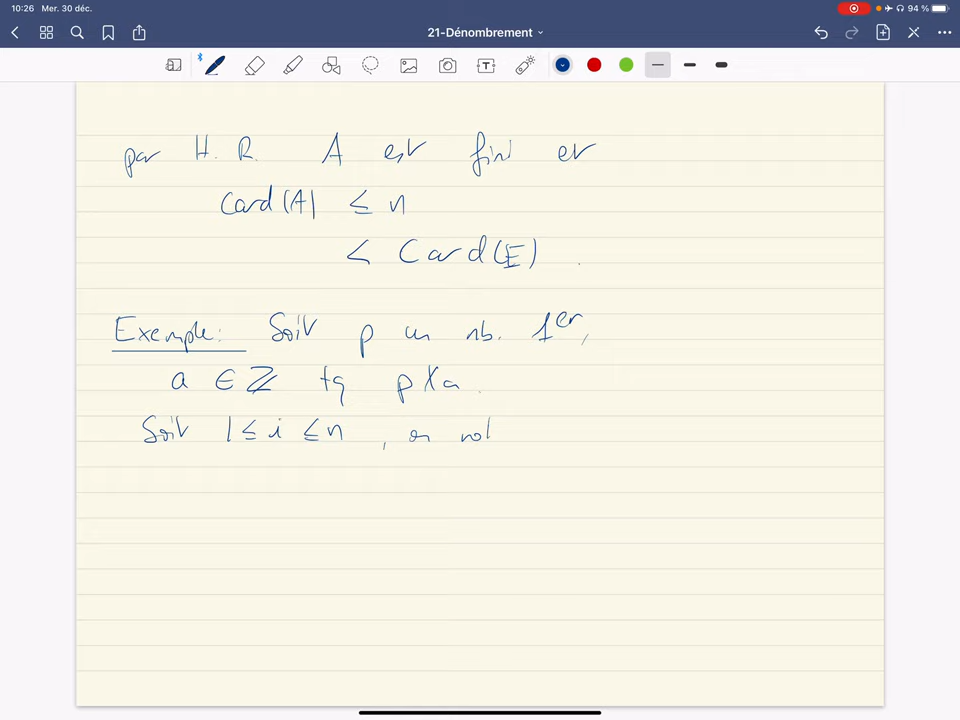 10:26 Mer. 30 déc. 94 %
21-Dénombrement
par H. R. A est fini et
Card(A) ≤ n
< Card(E).
Exemple: Soit p un nb. 1er,
a ∈ ℤ tq p ∤ a.
Soit 1 ≤ i ≤ n, on not